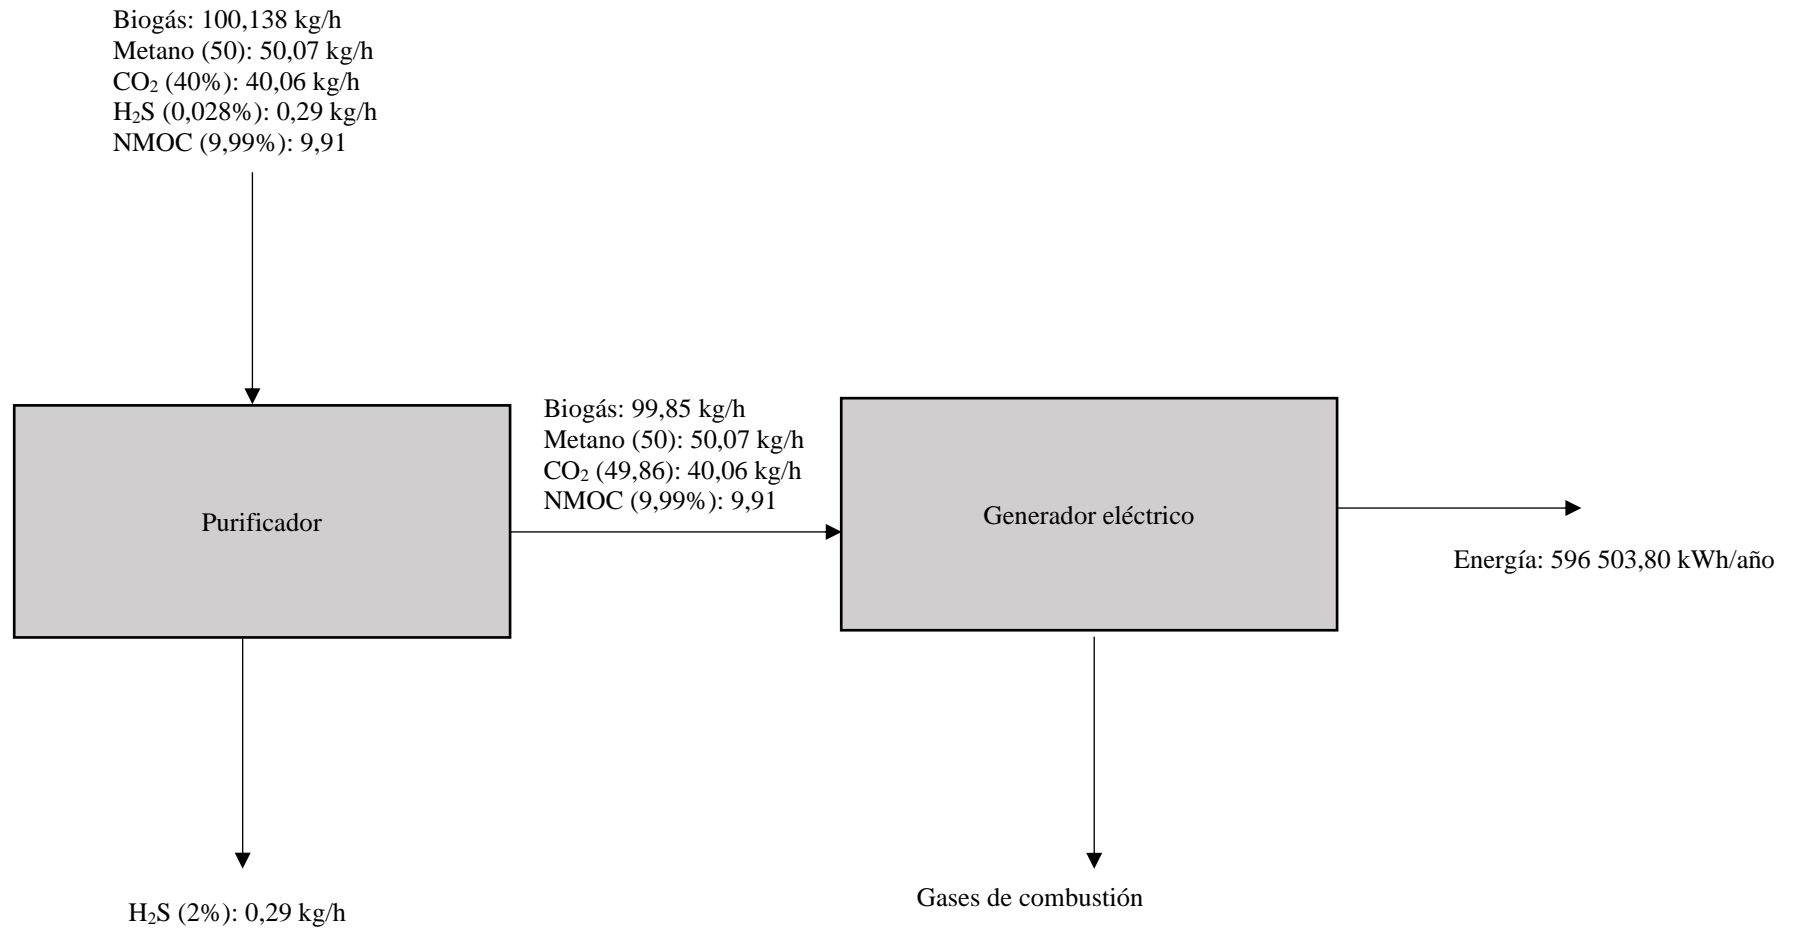 Biogás: 100,138 kg/h
Metano (50): 50,07 kg/h
CO₂ (40%): 40,06 kg/h
H₂S (0,028%): 0,29 kg/h
NMOC (9,99%): 9,91
Biogás: 99,85 kg/h
Metano (50): 50,07 kg/h
CO₂ (49,86): 40,06 kg/h
NMOC (9,99%): 9,91
Purificador
Generador eléctrico
Energía: 596 503,80 kWh/año
H₂S (2%): 0,29 kg/h
Gases de combustión